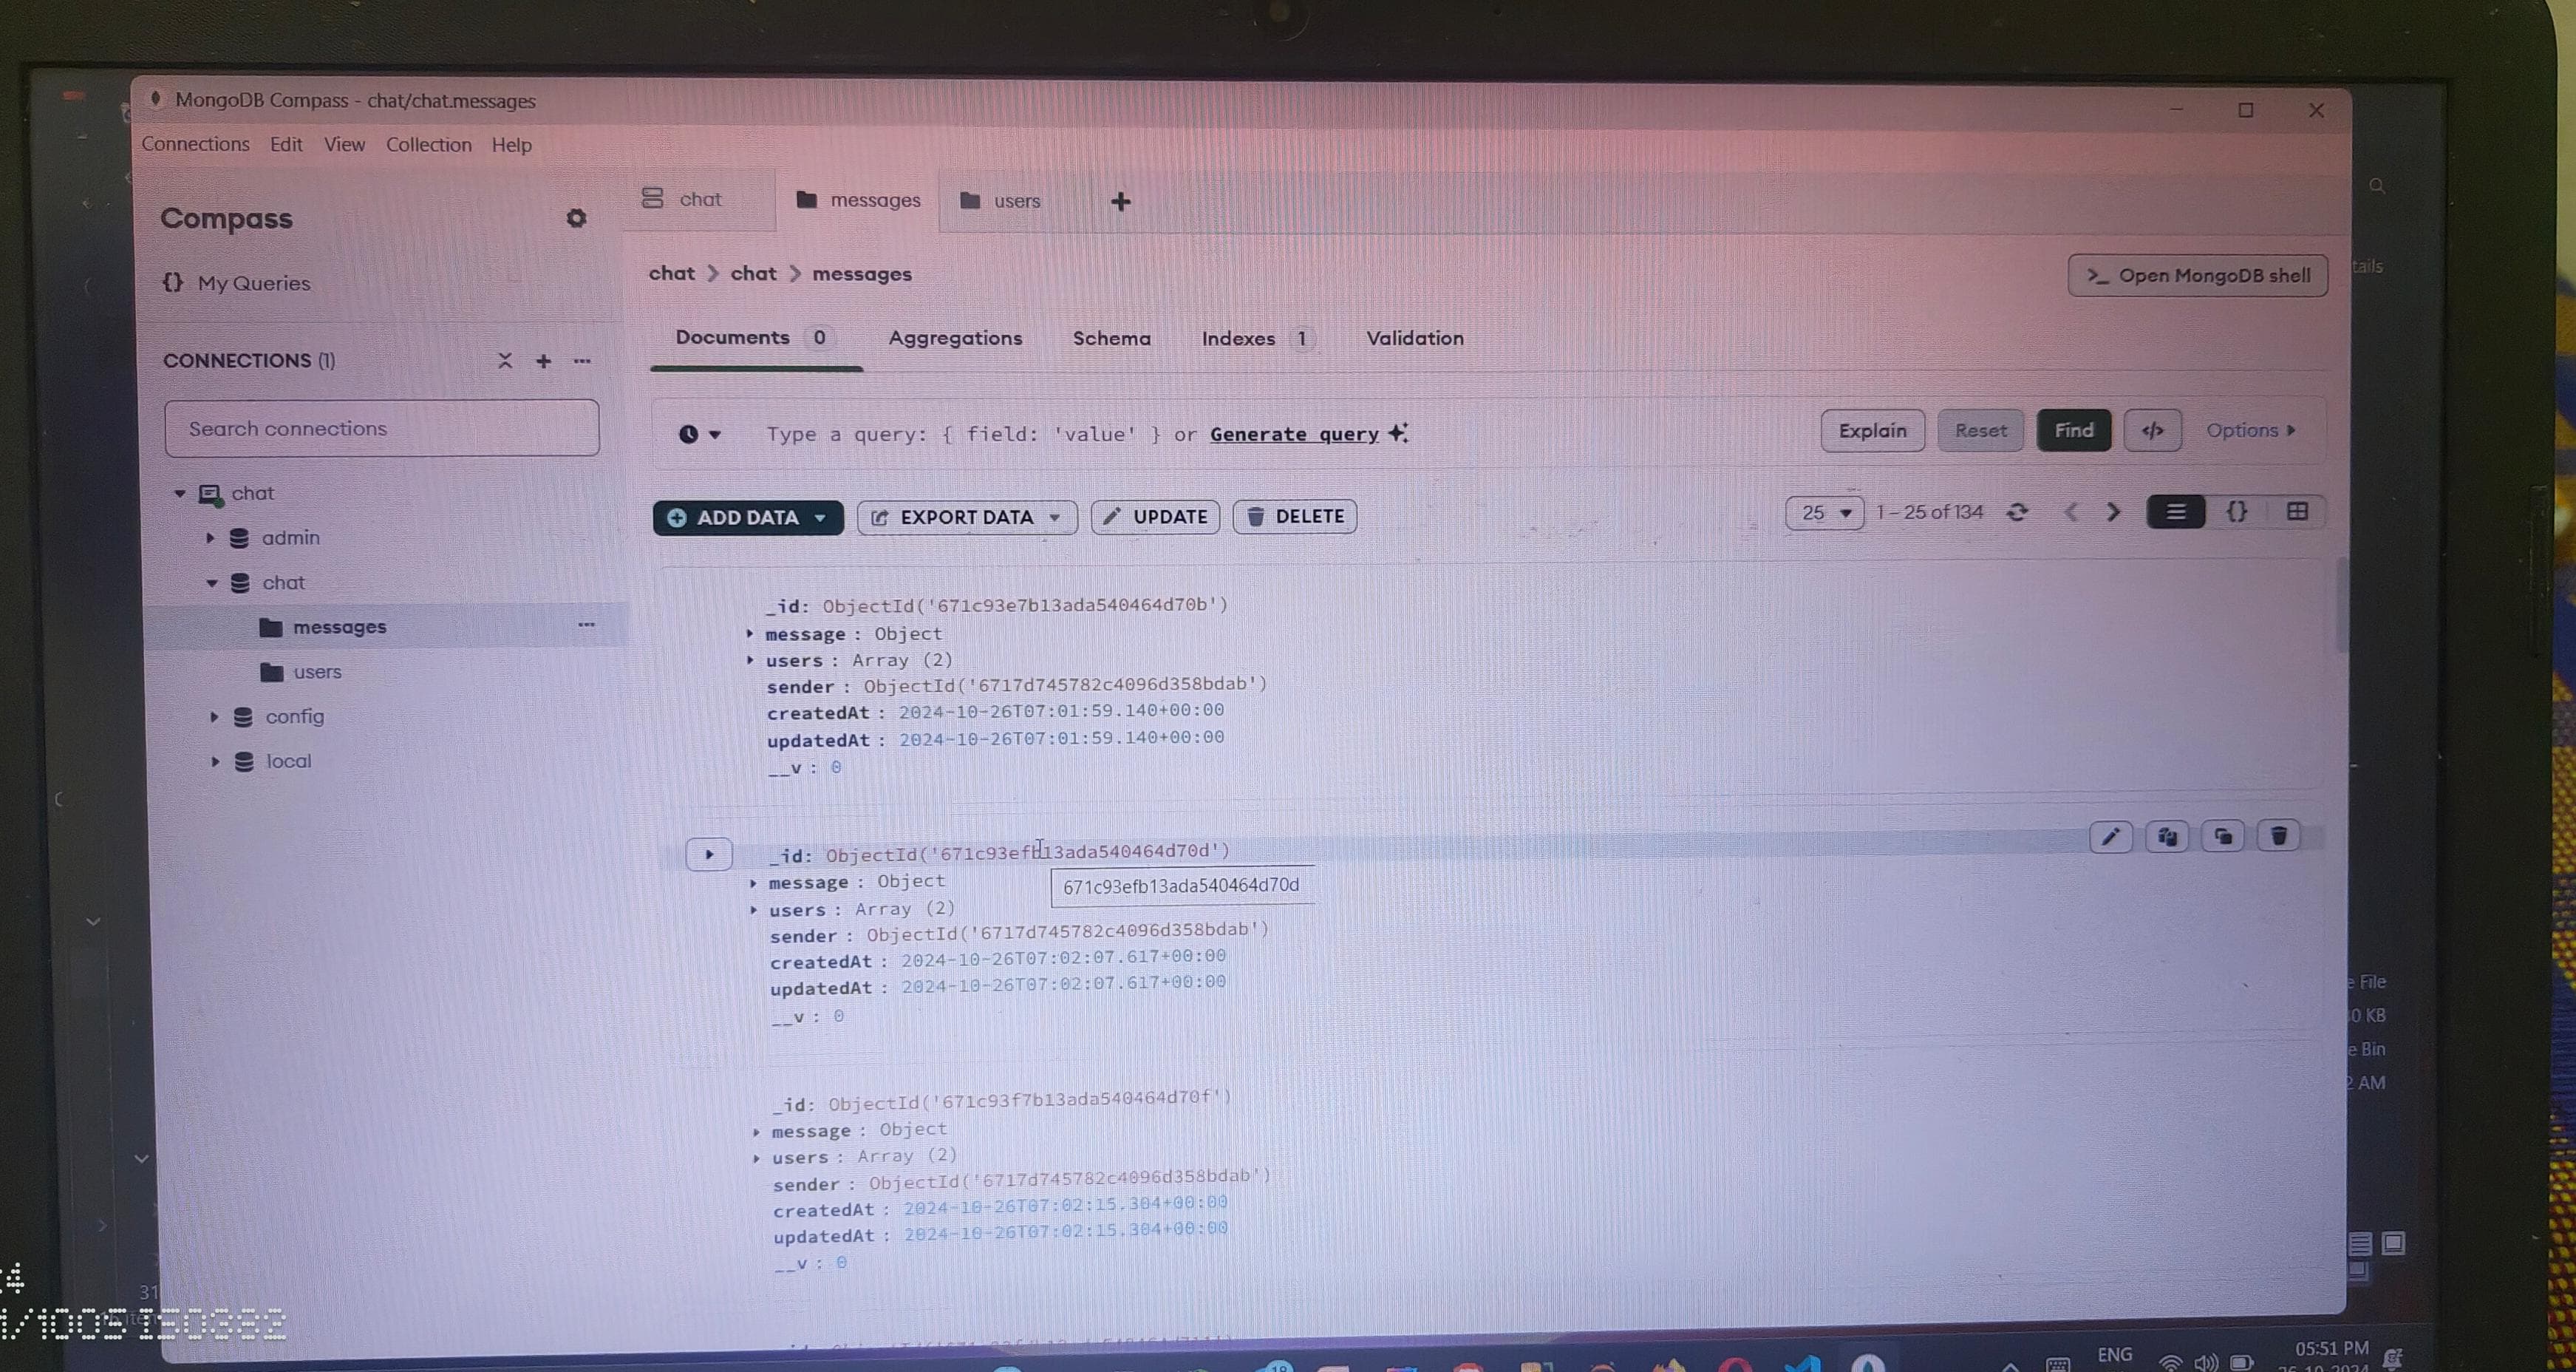 MongoDB Compass - chat/chat.messages
Connections Edit View Collection Help
Compass
{} My Queries
CONNECTIONS (1)
Search connections
chat
admin
chat
messages
users
config
local
chat messages users
chat > chat > messages
>_ Open MongoDB shell
Documents 0 Aggregations Schema Indexes 1 Validation
Type a query: { field: 'value' } or Generate query
Explain Reset Find </> Options
ADD DATA EXPORT DATA UPDATE DELETE
25 1 – 25 of 134 {}
_id: ObjectId('671c93e7b13ada540464d70b')
message : Object
users : Array (2)
sender : ObjectId('6717d745782c4096d358bdab')
createdAt : 2024-10-26T07:01:59.140+00:00
updatedAt : 2024-10-26T07:01:59.140+00:00
__v : 0
_id: ObjectId('671c93efb13ada540464d70d')
message : Object
671c93efb13ada540464d70d
users : Array (2)
sender : ObjectId('6717d745782c4096d358bdab')
createdAt : 2024-10-26T07:02:07.617+00:00
updatedAt : 2024-10-26T07:02:07.617+00:00
__v : 0
_id: ObjectId('671c93f7b13ada540464d70f')
message : Object
users : Array (2)
sender : ObjectId('6717d745782c4096d358bdab')
createdAt : 2024-10-26T07:02:15.304+00:00
updatedAt : 2024-10-26T07:02:15.304+00:00
__v : 0
tails
e File
0 KB
e Bin
2 AM
31
ENG
05:51 PM